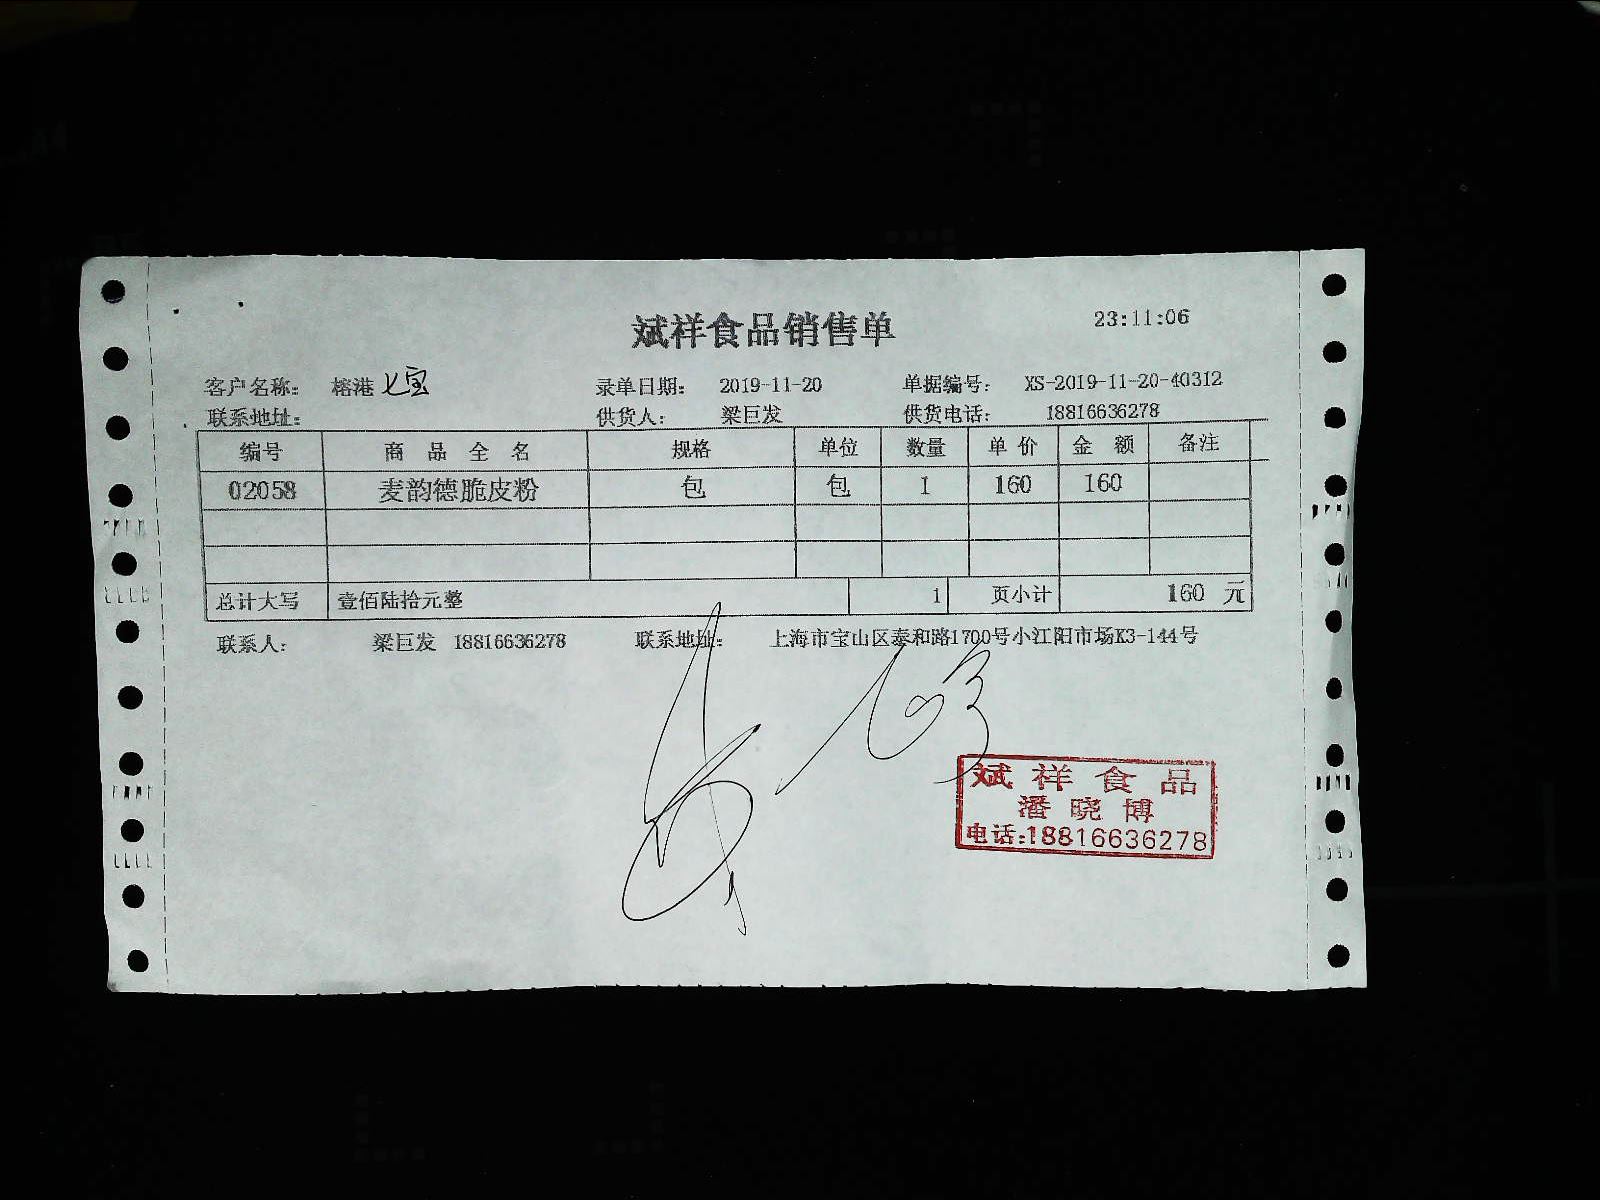 斌祥食品销售单
23:11:06
客户名称： 榕港 七宝 录单日期： 2019-11-20 单据编号： XS-2019-11-20-40312
联系地址： 供货人： 梁巨发 供货电话： 18816636278
编号 商品全名 规格 单位 数量 单价 金额 备注
02058 麦韵德脆皮粉 包 包 1 160 160
总计大写 壹佰陆拾元整 1 页小计 160 元
联系人： 梁巨发 18816636278 联系地址： 上海市宝山区泰和路1700号小江阳市场K3-144号
斌祥食品
潘晓博
电话:18816636278